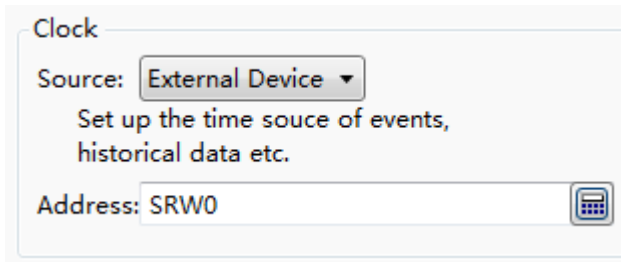 Clock
Source: External Device
Set up the time souce of events,
historical data etc.
Address: SRW0